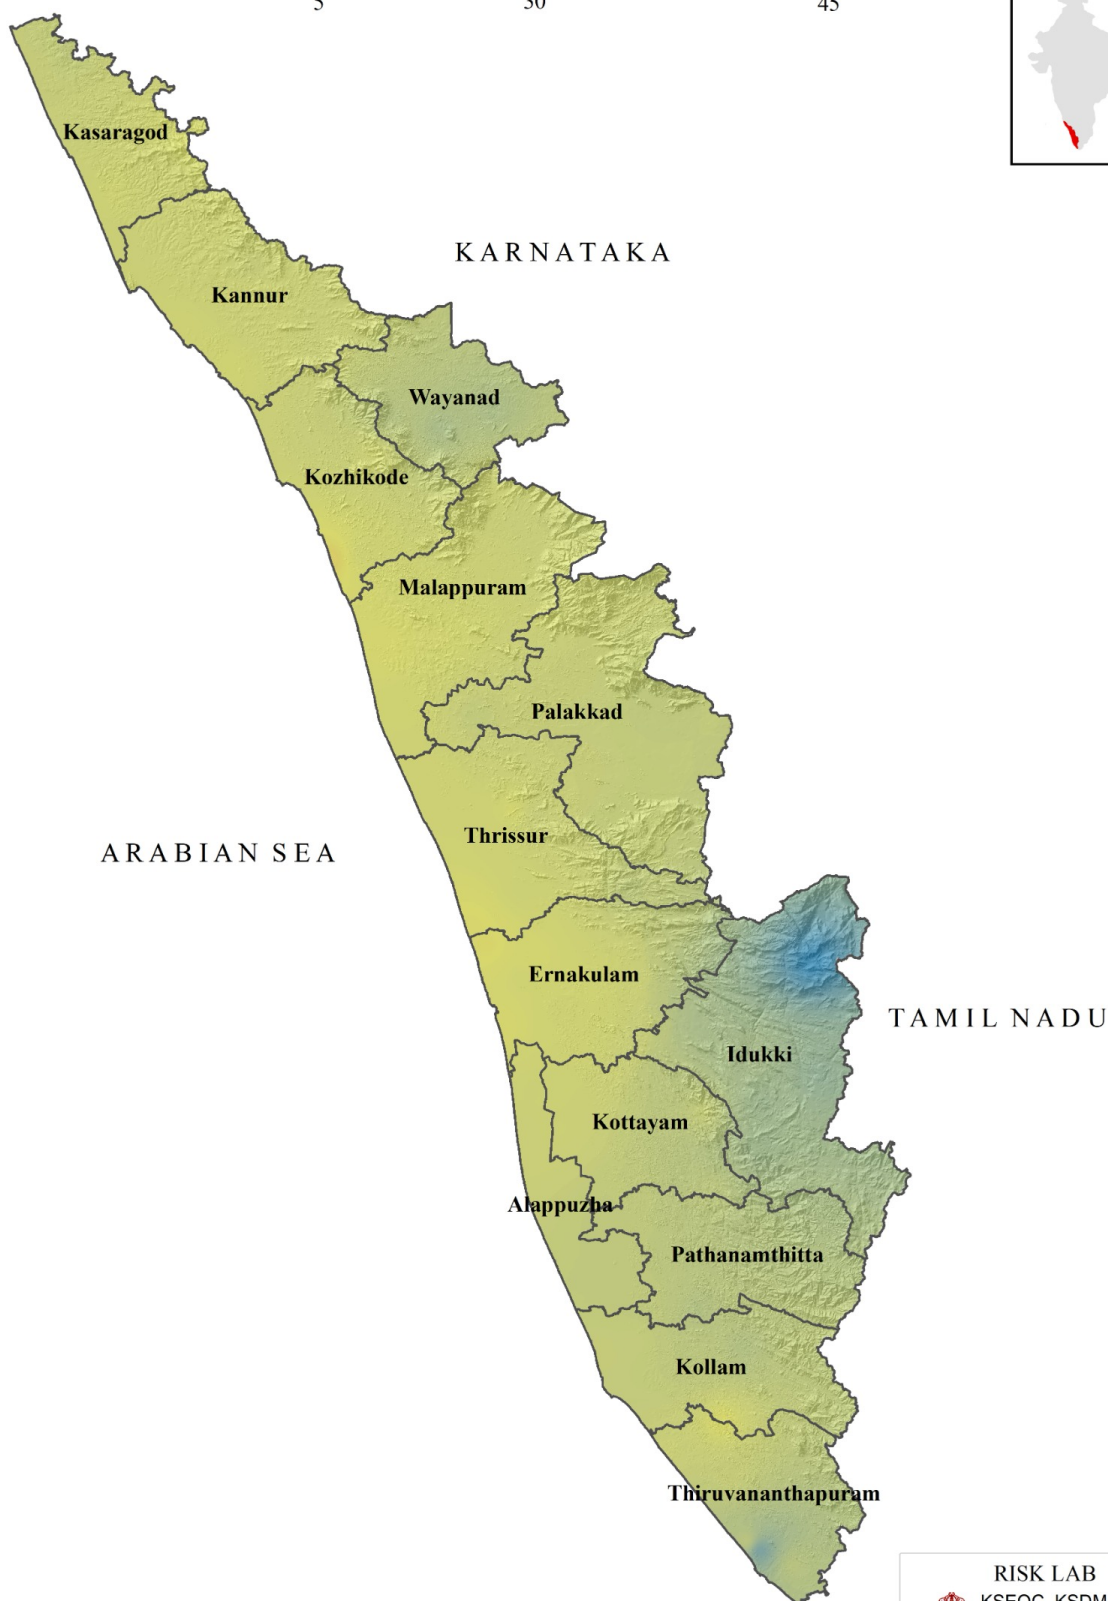 45
Kasaragod
KARNATAKA
Kannur
Wayanad
Kozhikode
Malappuram
Palakkad
Thrissur
ARABIAN SEA
Ernakulam
TAMIL NADU
Idukki
Kottayam
Alappuzha
Pathanamthitta
Kollam
Thiruvananthapuram
RISK LAB